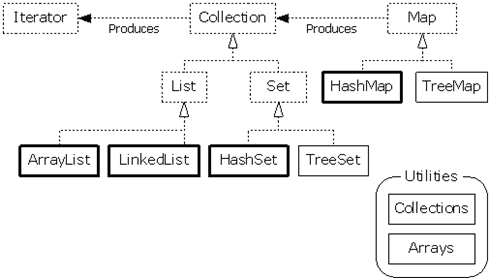 Iterator
Collection
Map
Produces
Produces
List
Set
HashMap
TreeMap
ArrayList
LinkedList
HashSet
TreeSet
Utilities
Collections
Arrays